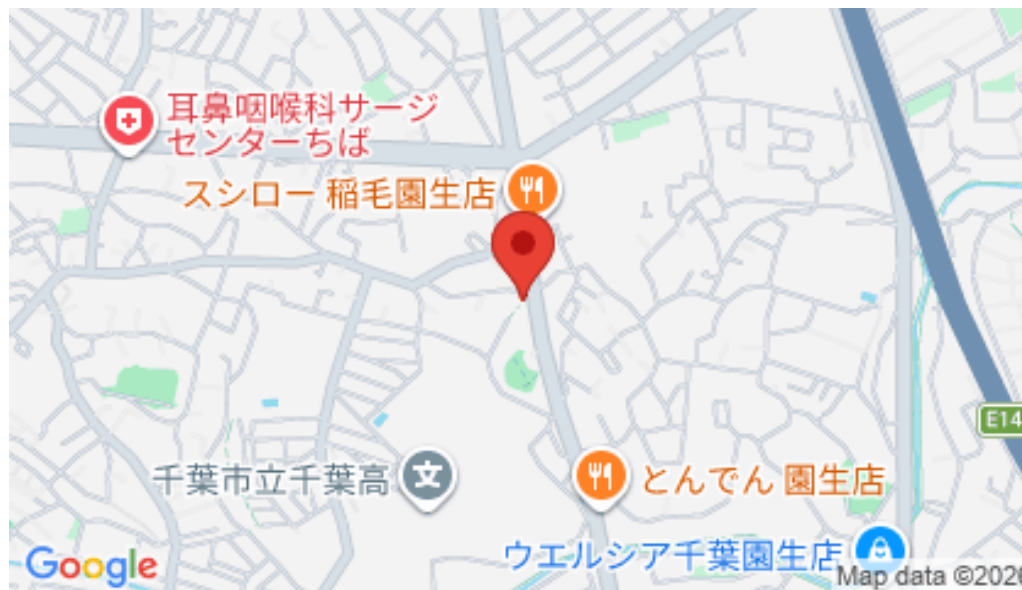 耳鼻咽喉科サージ
センターちば
スシロー 稲毛園生店
E14
千葉市立千葉高
とんでん 園生店
ウエルシア千葉園生店
Google
Map data ©2026